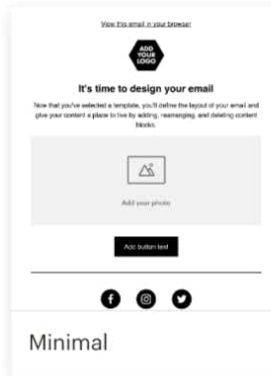 View this email in your browser
ADD
YOUR
LOGO
It's time to design your email
Now that you've selected a template, you'll define the layout of your email and
give your content a place to live by adding, rearranging, and deleting content
blocks.
Add your photo
Add button text
Minimal